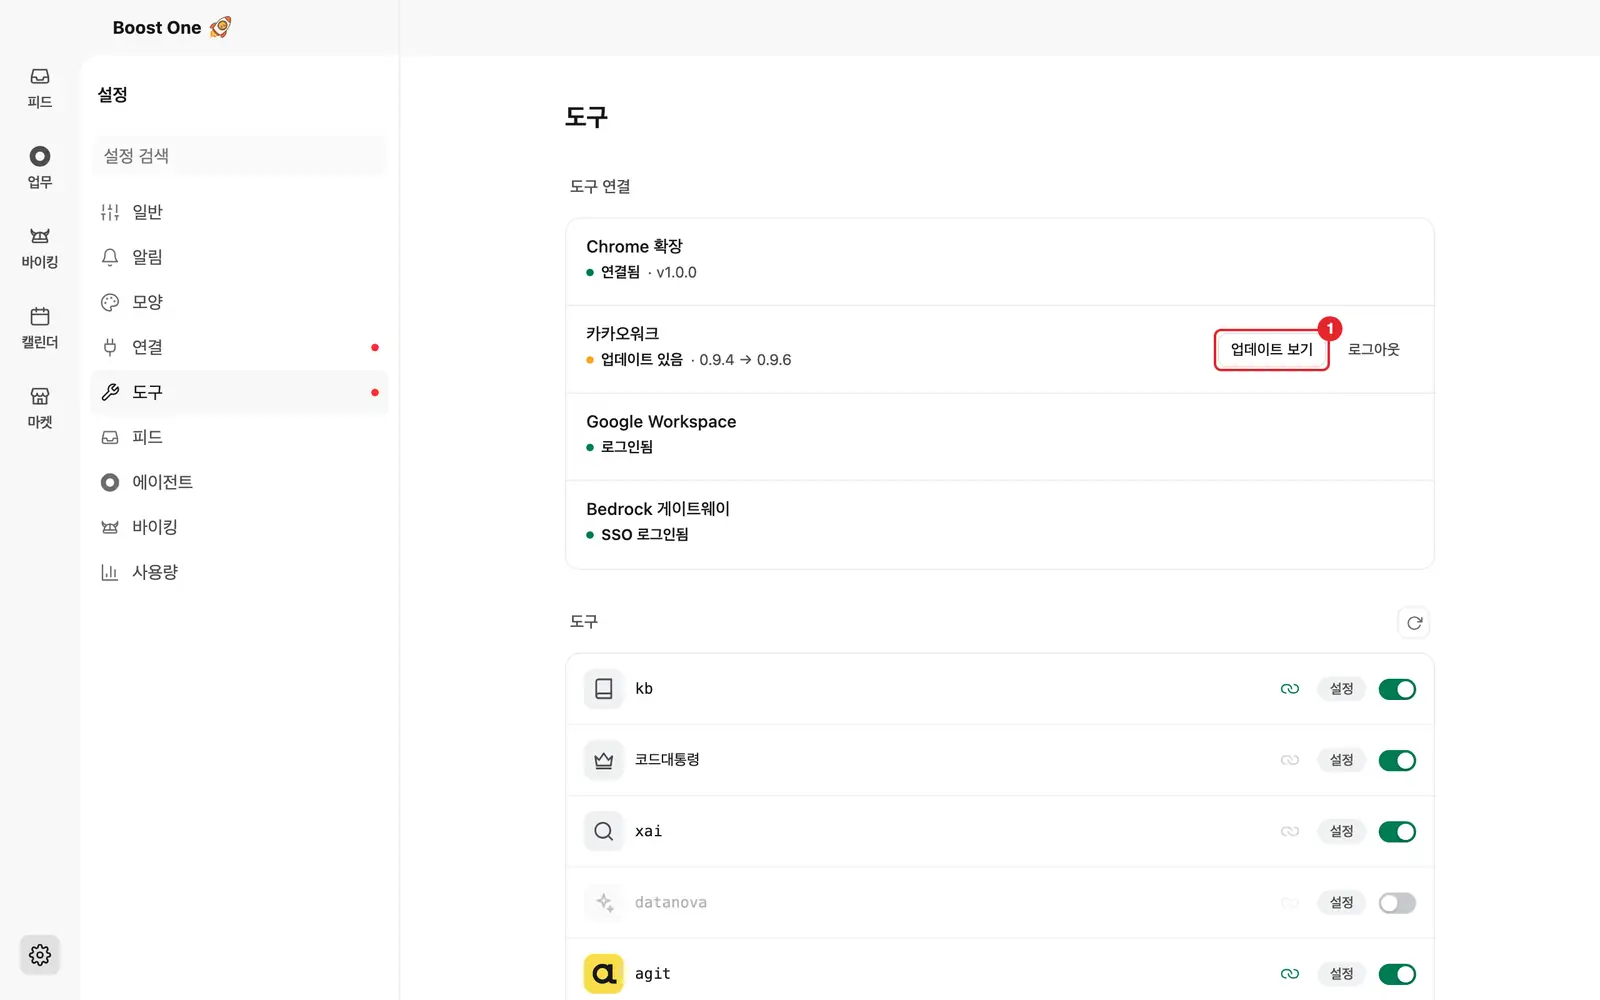 Boost One
피드
업무
바이킹
캘린더
마켓
설정
설정 검색
일반
알림
모양
연결
도구
피드
에이전트
바이킹
사용량
도구
도구 연결
Chrome 확장
연결됨 · v1.0.0
카카오워크
업데이트 있음 · 0.9.4 → 0.9.6
업데이트 보기
1
로그아웃
Google Workspace
로그인됨
Bedrock 게이트웨이
SSO 로그인됨
도구
kb
설정
코드대통령
설정
xai
설정
datanova
설정
a
agit
설정